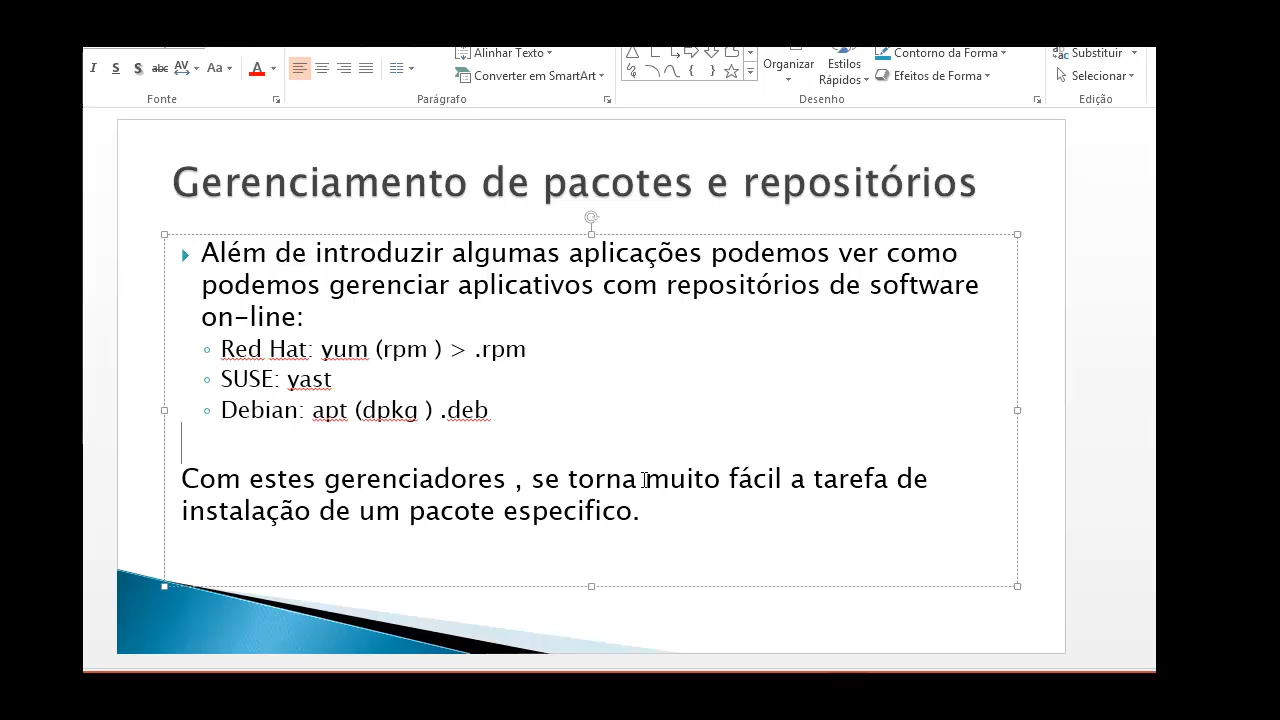 Alinhar Texto
Contorno da Forma
Substituir
I S S abc AV Aa A
Converter em SmartArt
Organizar
Estilos
Rápidos
Efeitos de Forma
Selecionar
Fonte
Parágrafo
Desenho
Edição
Gerenciamento de pacotes e repositórios
Além de introduzir algumas aplicações podemos ver como
podemos gerenciar aplicativos com repositórios de software
on-line:
Red Hat: yum (rpm ) > .rpm
SUSE: yast
Debian: apt (dpkg ) .deb
Com estes gerenciadores , se torna muito fácil a tarefa de
instalação de um pacote especifico.